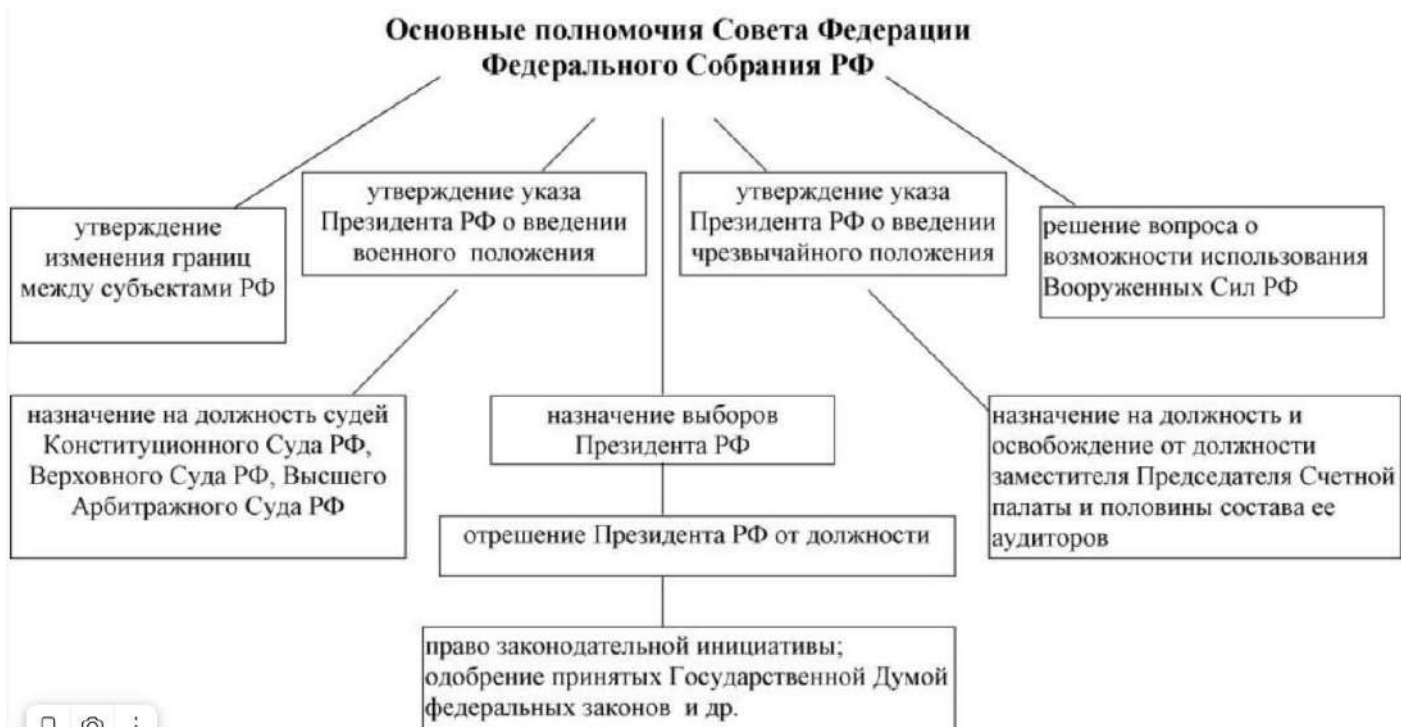 Основные полномочия Совета Федерации
Федерального Собрания РФ
утверждение
изменения границ
между субъектами РФ
утверждение указа
Президента РФ о введении
военного положения
утверждение указа
Президента РФ о введении
чрезвычайного положения
решение вопроса о
возможности использования
Вооруженных Сил РФ
назначение на должность судей
Конституционного Суда РФ,
Верховного Суда РФ, Высшего
Арбитражного Суда РФ
назначение выборов
Президента РФ
назначение на должность и
освобождение от должности
заместителя Председателя Счетной
палаты и половины состава ее
аудиторов
отрешение Президента РФ от должности
право законодательной инициативы;
одобрение принятых Государственной Думой
федеральных законов и др.